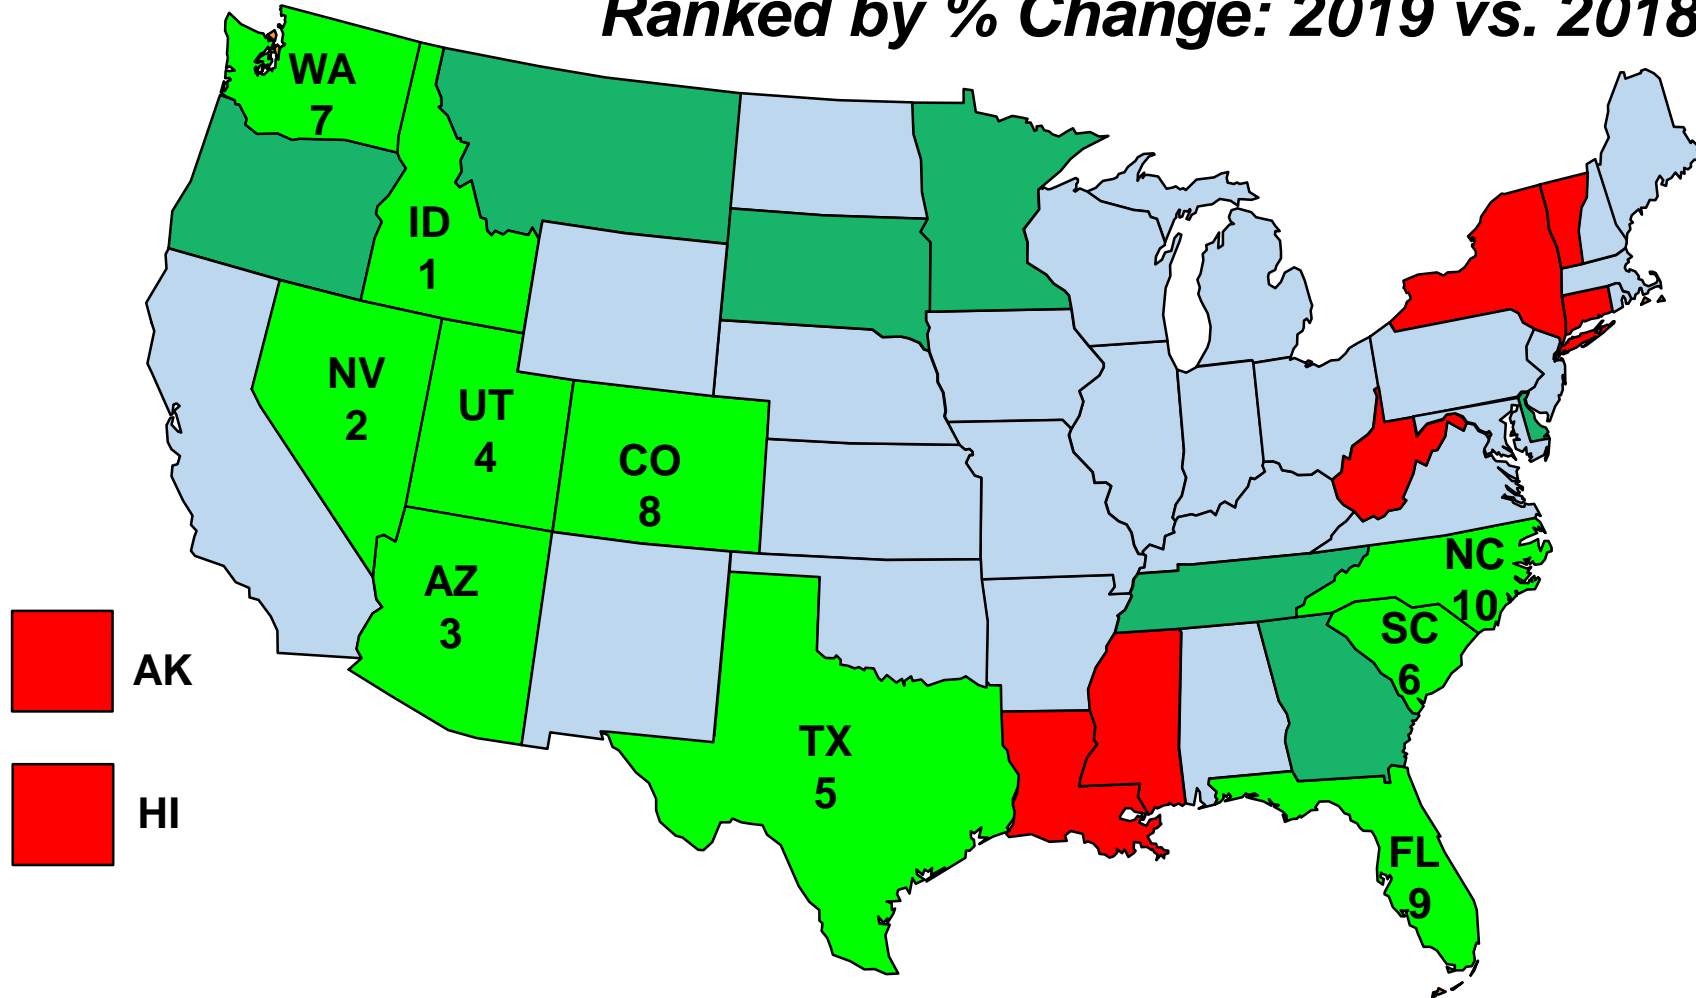 Ranked by % Change: 2019 vs. 2018
WA
7
ID
1
NV
2
UT
4
CO
8
AZ
3
NC
10
SC
6
AK
TX
5
HI
FL
9